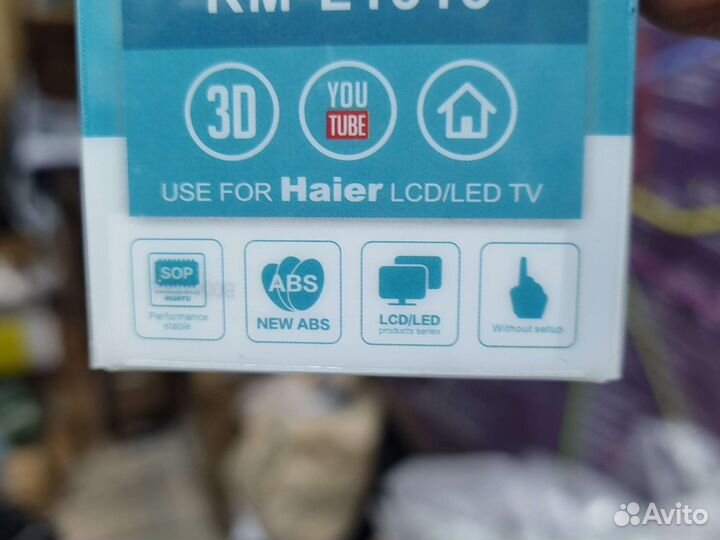 3D
YOU
TUBE
USE FOR Haier LCD/LED TV
SOP
HUAYU
Performance
stable
ABS
NEW ABS
LCD/LED
products series
Without setup
Avito